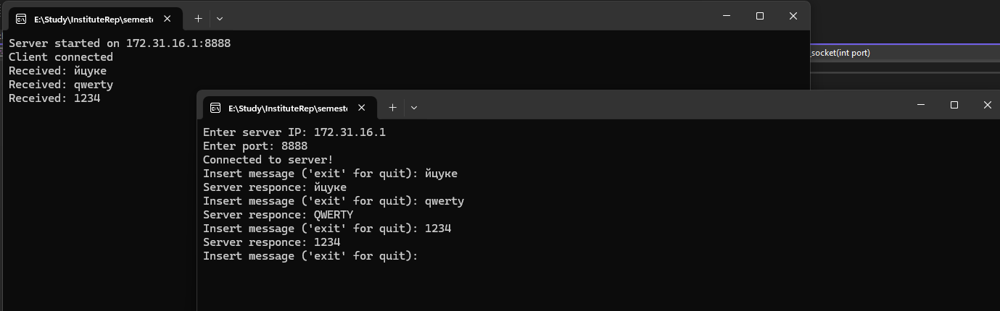 E:\Study\InstituteRep\semeste
Server started on 172.31.16.1:8888
Client connected
Received: йцуке
Received: qwerty
Received: 1234
_socket(int port)
E:\Study\InstituteRep\semeste
Enter server IP: 172.31.16.1
Enter port: 8888
Connected to server!
Insert message ('exit' for quit): йцуке
Server responce: йцуке
Insert message ('exit' for quit): qwerty
Server responce: QWERTY
Insert message ('exit' for quit): 1234
Server responce: 1234
Insert message ('exit' for quit):